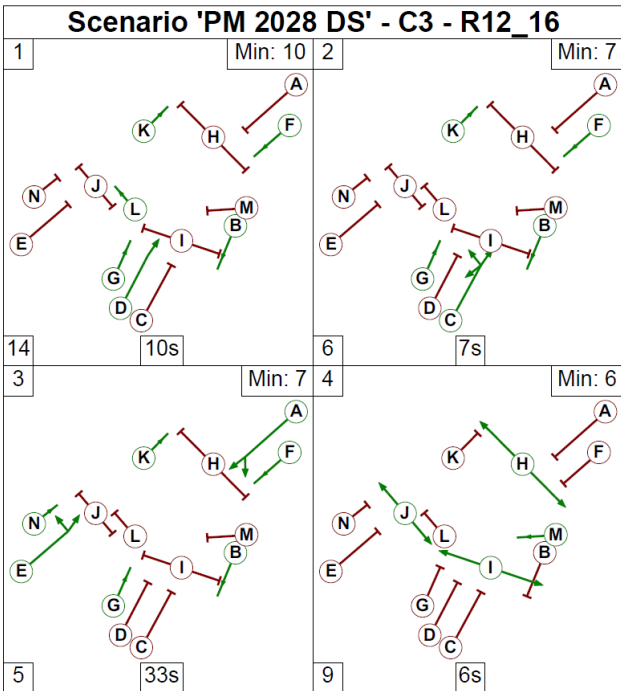 Scenario 'PM 2028 DS' - C3 - R12_16
1 Min: 10
A
K H F
N J L M
E I B
G
D C
14 10s
2 Min: 7
A
K H F
N J L M
E I B
G
D C
6 7s
3 Min: 7
A
K H F
N J L M
E I B
G
D C
5 33s
4 Min: 6
A
K H F
N J L M
E I B
G
D C
9 6s